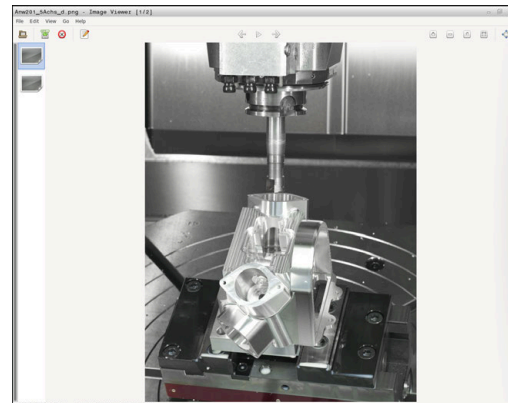 Anw201_5Achs_d.png - Image Viewer [1/2]
File Edit View Go Help